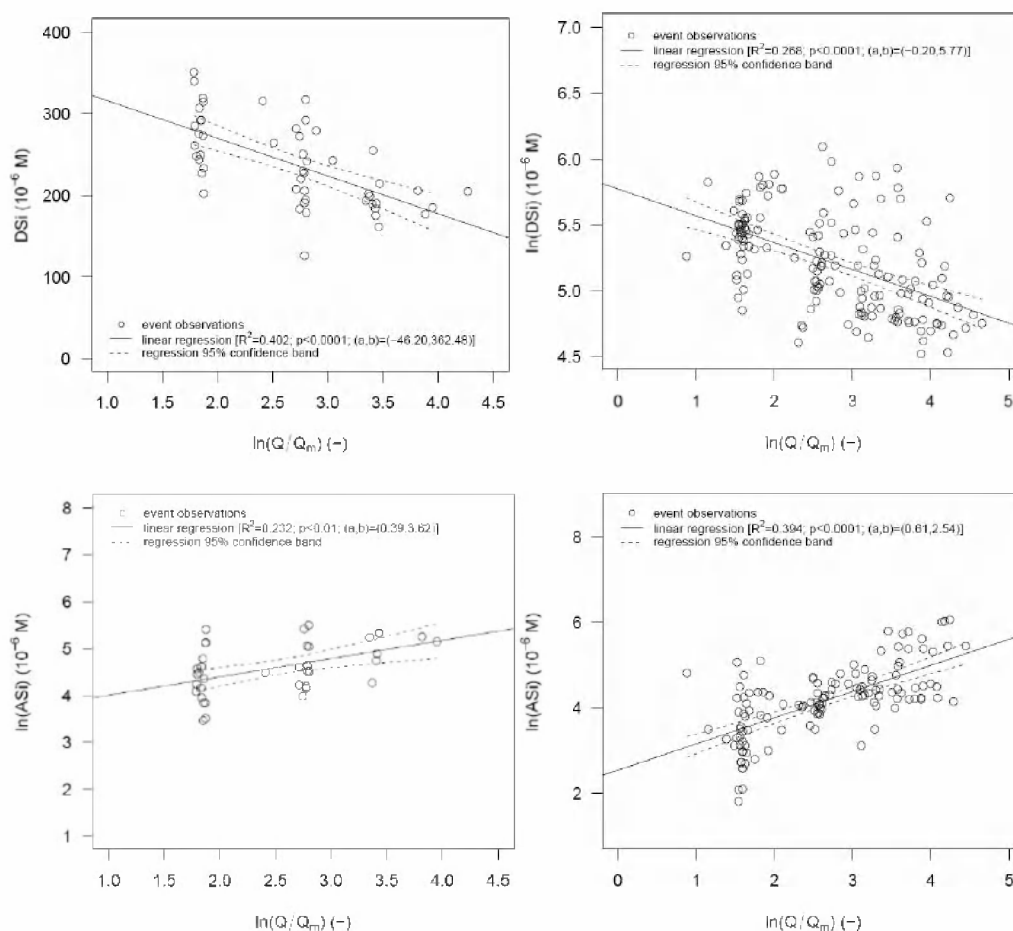 400
300
200
100
0
DSi (10⁻⁶ M)
○ event observations
linear regression [R²=0.402; p<0.0001; (a,b)=(−46.20,362.48)]
regression 95% confidence band
1.0 1.5 2.0 2.5 3.0 3.5 4.0 4.5
ln(Q/Qₘ) (−)
7.0
6.5
6.0
5.5
5.0
4.5
ln(DSi) (10⁻⁶ M)
○ event observations
linear regression [R²=0.268; p<0.0001; (a,b)=(−0.20,5.77)]
regression 95% confidence band
0 1 2 3 4 5
ln(Q/Qₘ) (−)
8
7
6
5
4
3
2
1
ln(ASi) (10⁻⁶ M)
○ event observations
linear regression [R²=0.232; p<0.01; (a,b)=(0.39,3.62)]
regression 95% confidence band
1.0 1.5 2.0 2.5 3.0 3.5 4.0 4.5
ln(Q/Qₘ) (−)
8
6
4
2
ln(ASi) (10⁻⁶ M)
○ event observations
linear regression [R²=0.394; p<0.0001; (a,b)=(0.61,2.54)]
regression 95% confidence band
0 1 2 3 4 5
ln(Q/Qₘ) (−)